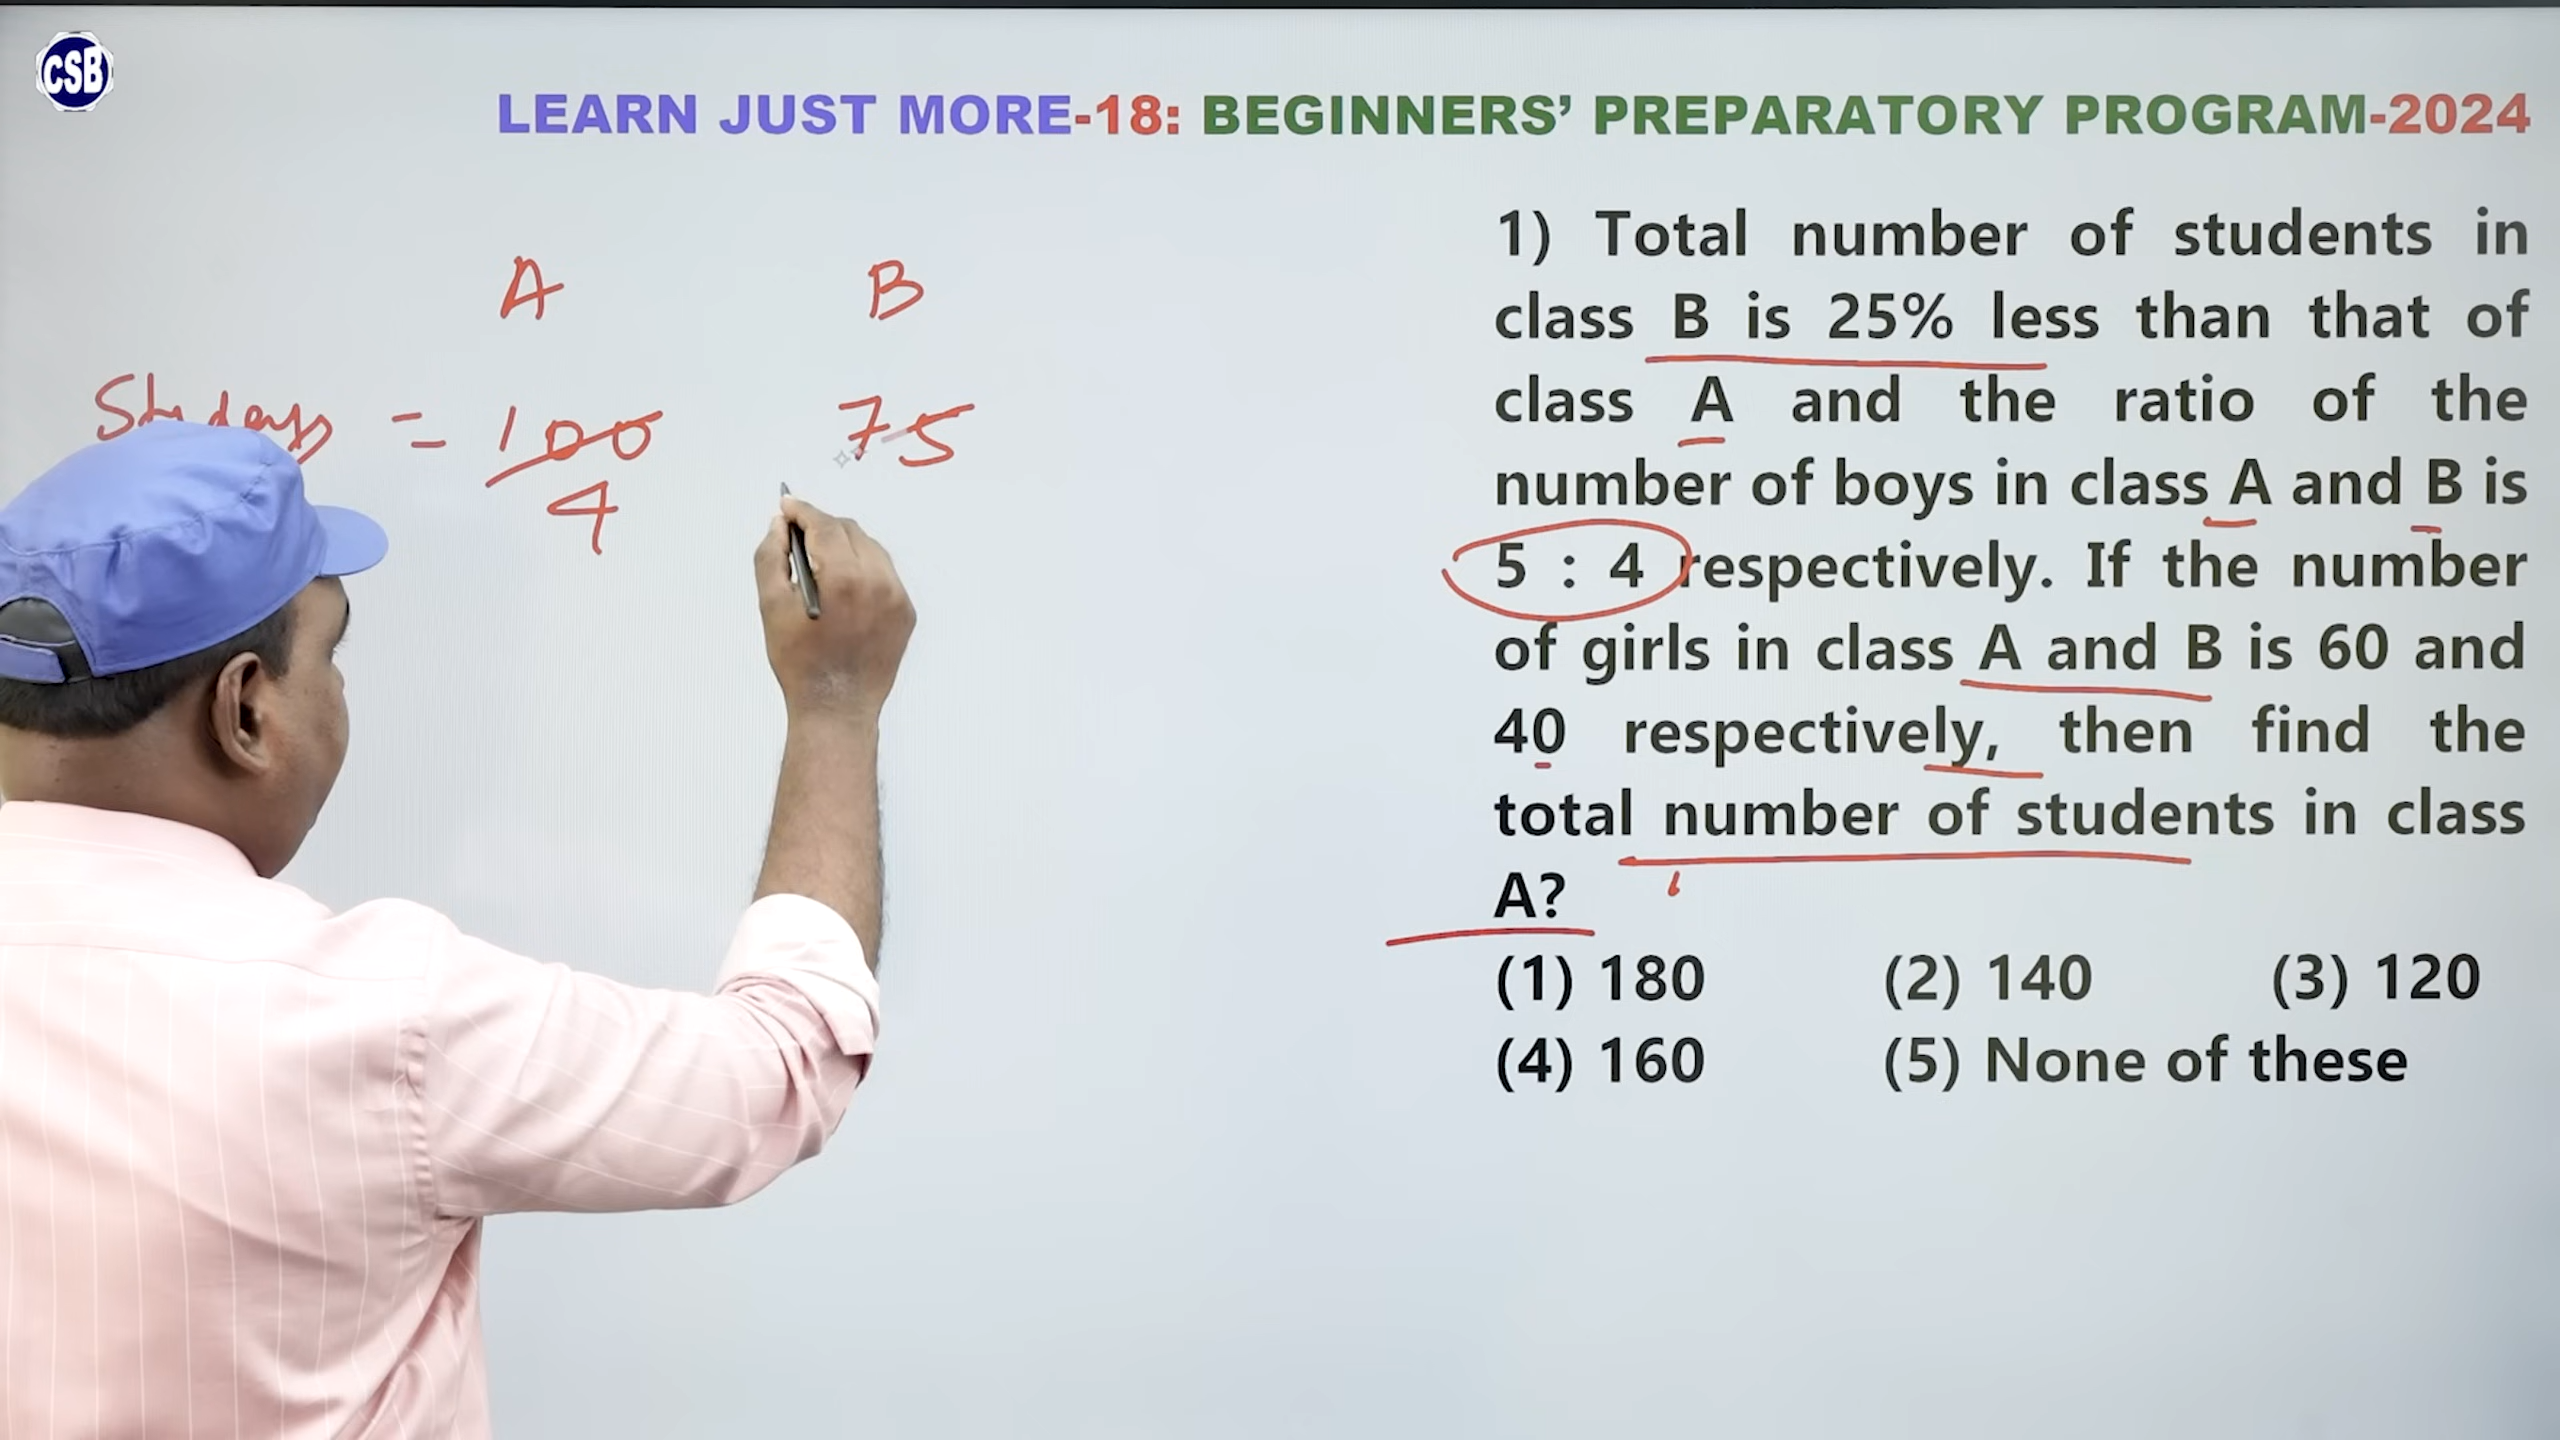 CSB
LEARN JUST MORE-18: BEGINNERS’ PREPARATORY PROGRAM-2024
A B
= 100 75
4
1) Total number of students in
class B is 25% less than that of
class A and the ratio of the
number of boys in class A and B is
5 : 4 respectively. If the number
of girls in class A and B is 60 and
40 respectively, then find the
total number of students in class
A?
(1) 180 (2) 140 (3) 120
(4) 160 (5) None of these